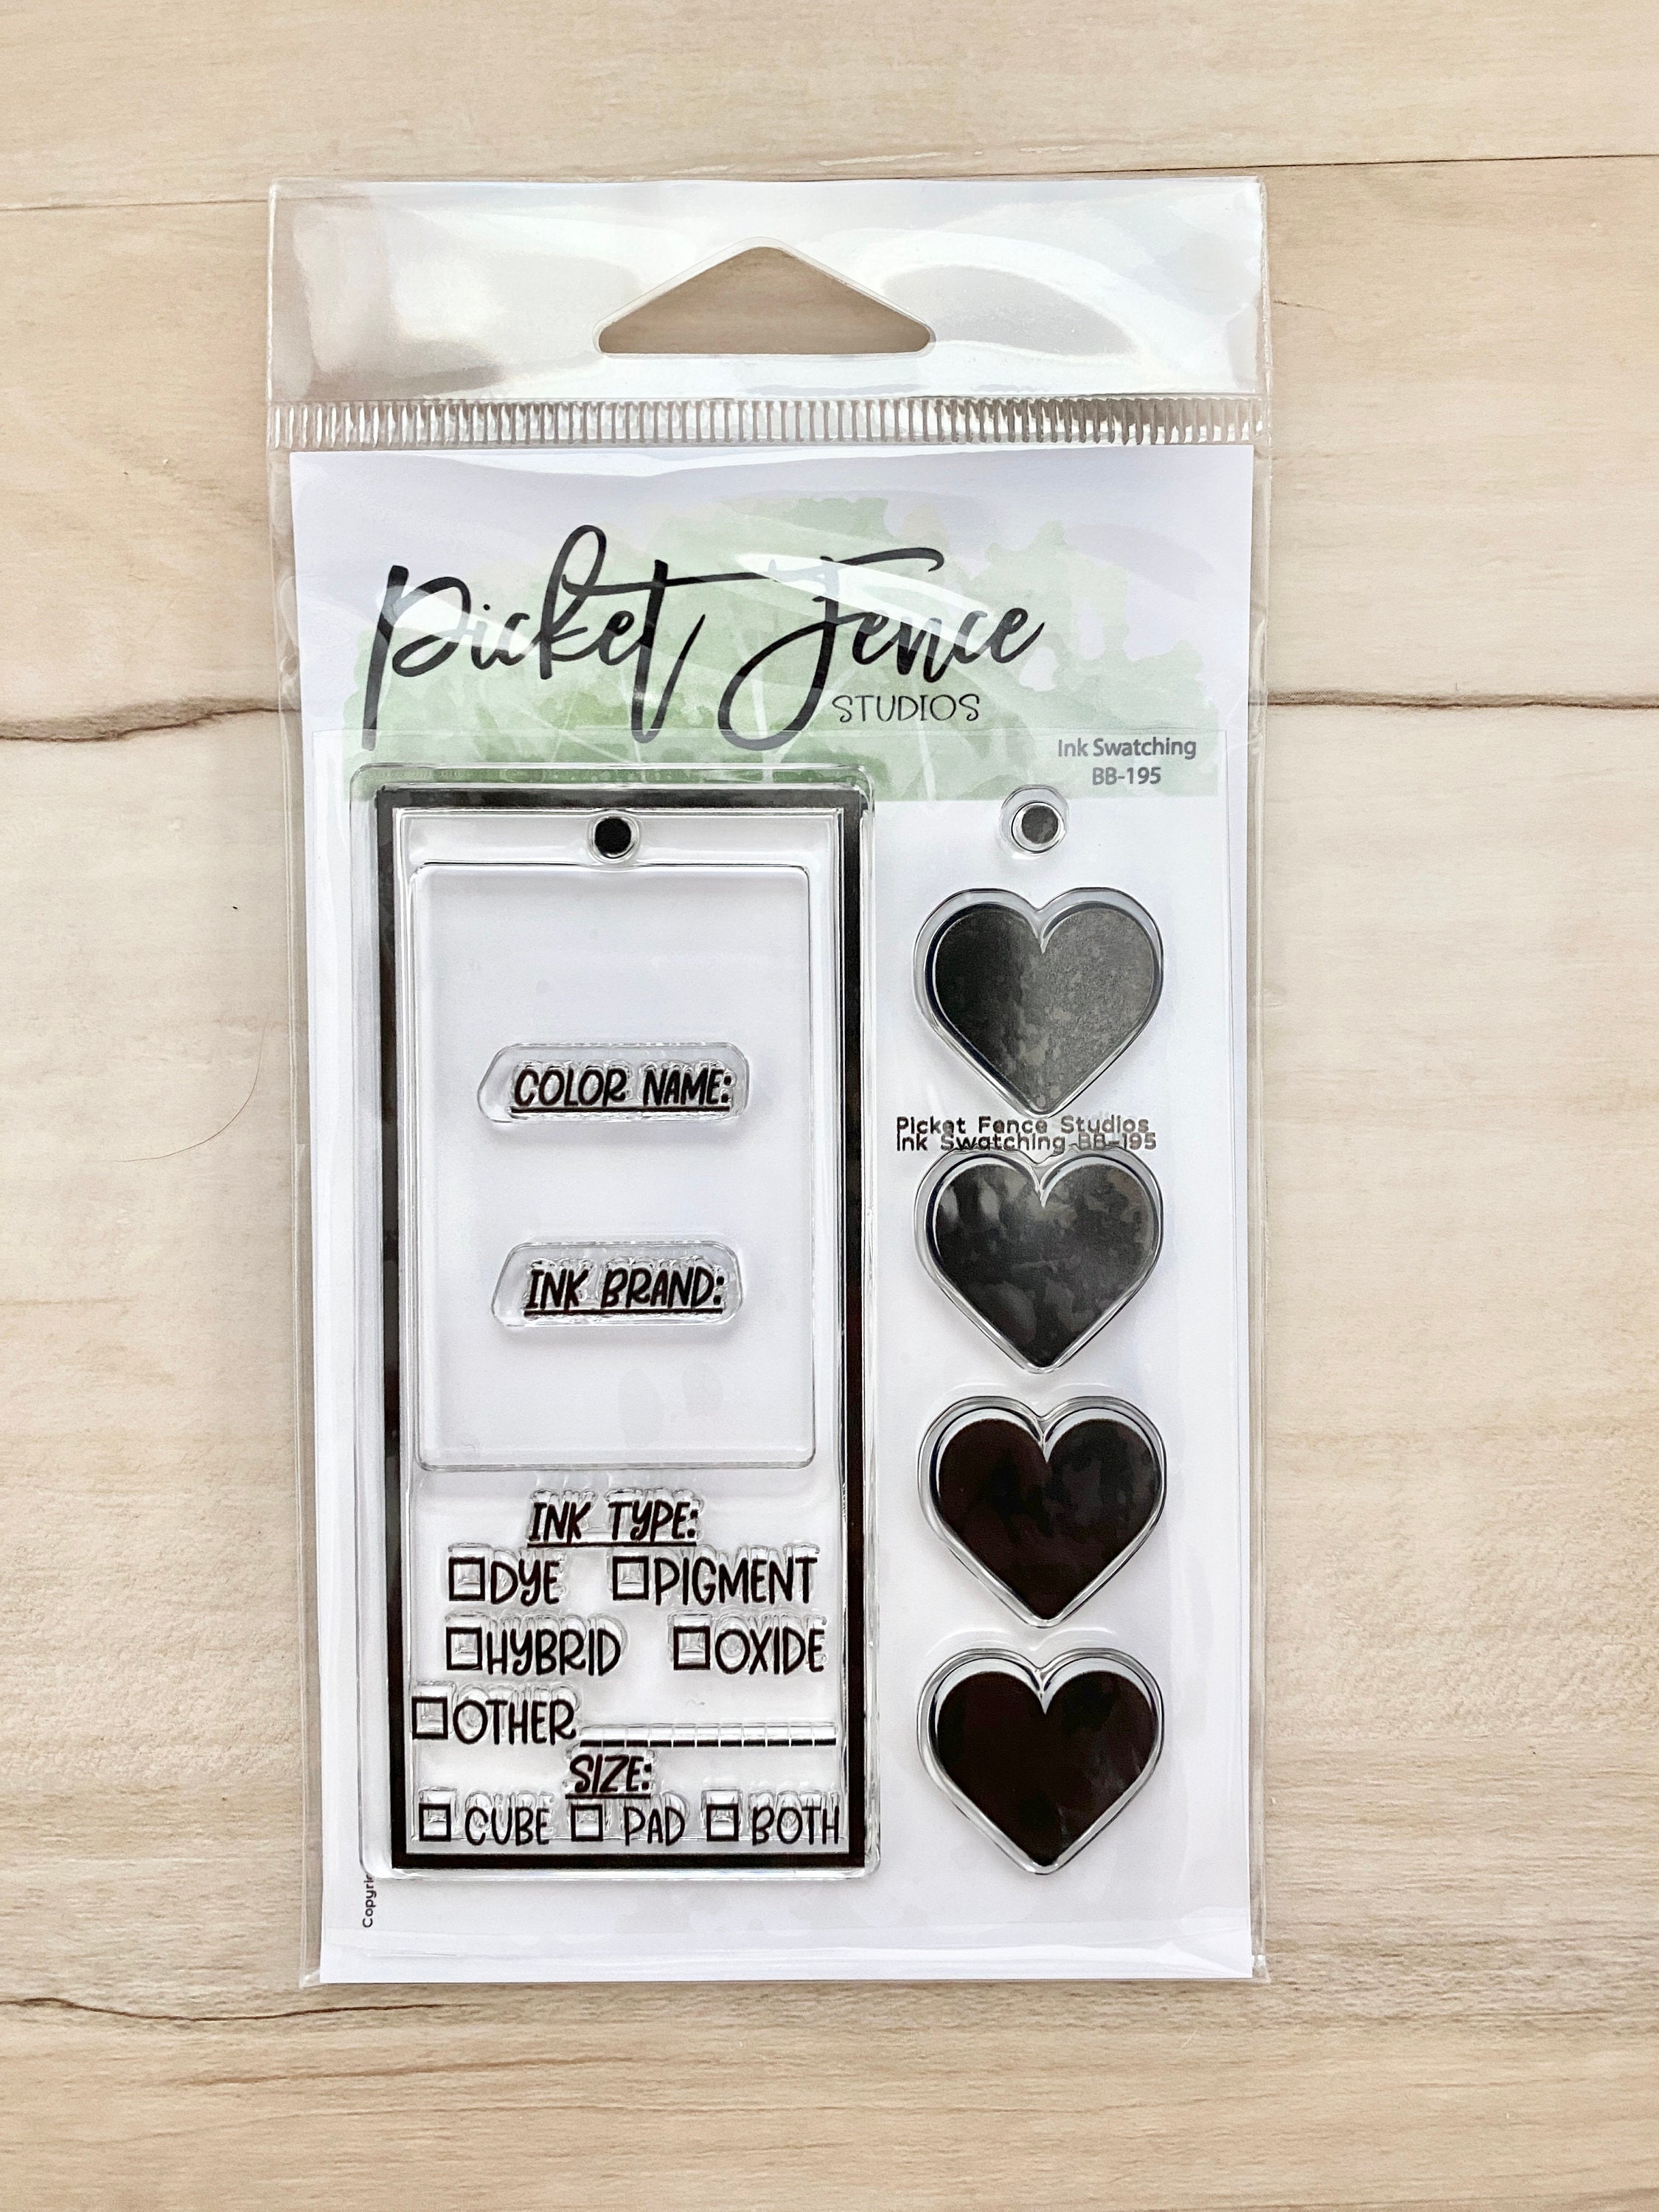 Picket Fence
STUDIOS
Ink Swatching
BB-195
COLOR NAME:
INK BRAND:
INK TYPE:
DYE PIGMENT
HYBRID OXIDE
OTHER
SIZE:
CUBE PAD BOTH
Picket Fence Studios
Ink Swatching BB-195